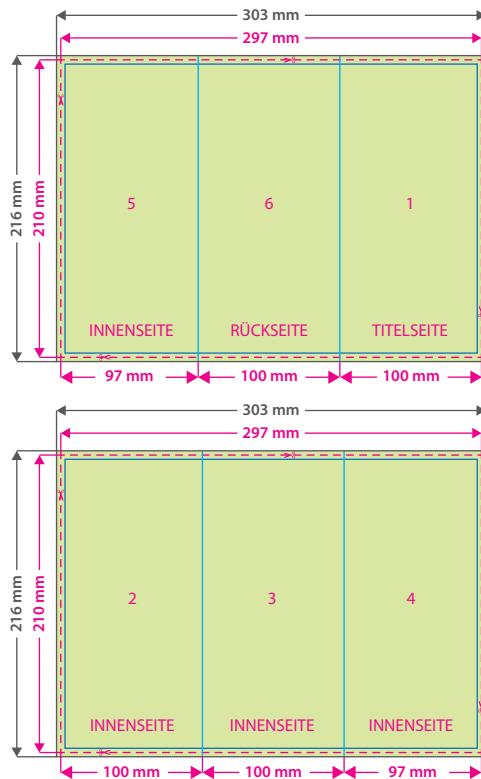 303 mm
297 mm
216 mm
210 mm
5 6 1
INNENSEITE RÜCKSEITE TITELSEITE
97 mm 100 mm 100 mm
303 mm
297 mm
216 mm
210 mm
2 3 4
INNENSEITE INNENSEITE INNENSEITE
100 mm 100 mm 97 mm